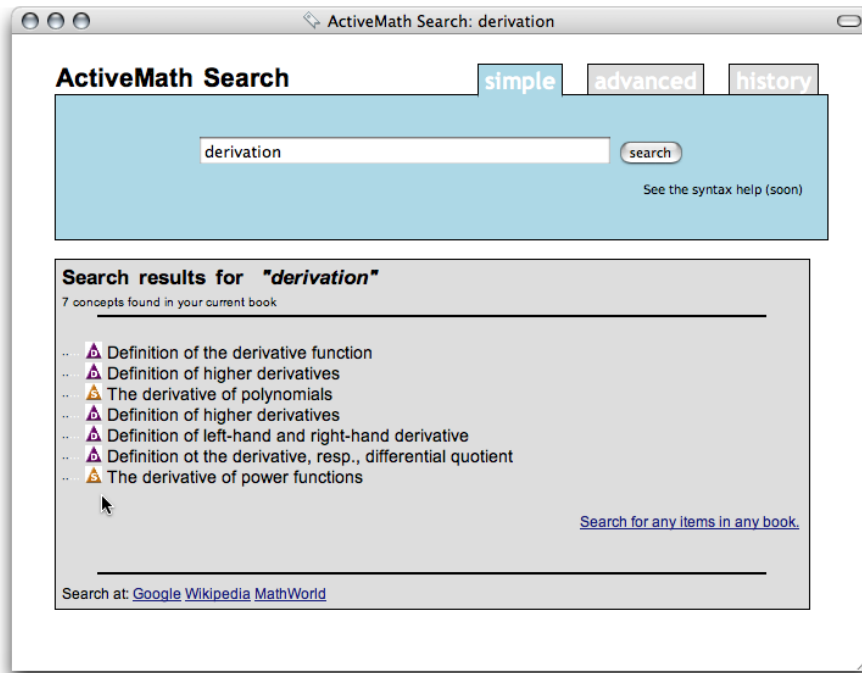 ActiveMath Search: derivation
ActiveMath Search
simple advanced history
derivation search
See the syntax help (soon)
Search results for "derivation"
7 concepts found in your current book
D Definition of the derivative function
D Definition of higher derivatives
S The derivative of polynomials
D Definition of higher derivatives
D Definition of left-hand and right-hand derivative
D Definition ot the derivative, resp., differential quotient
S The derivative of power functions
Search for any items in any book.
Search at: Google Wikipedia MathWorld